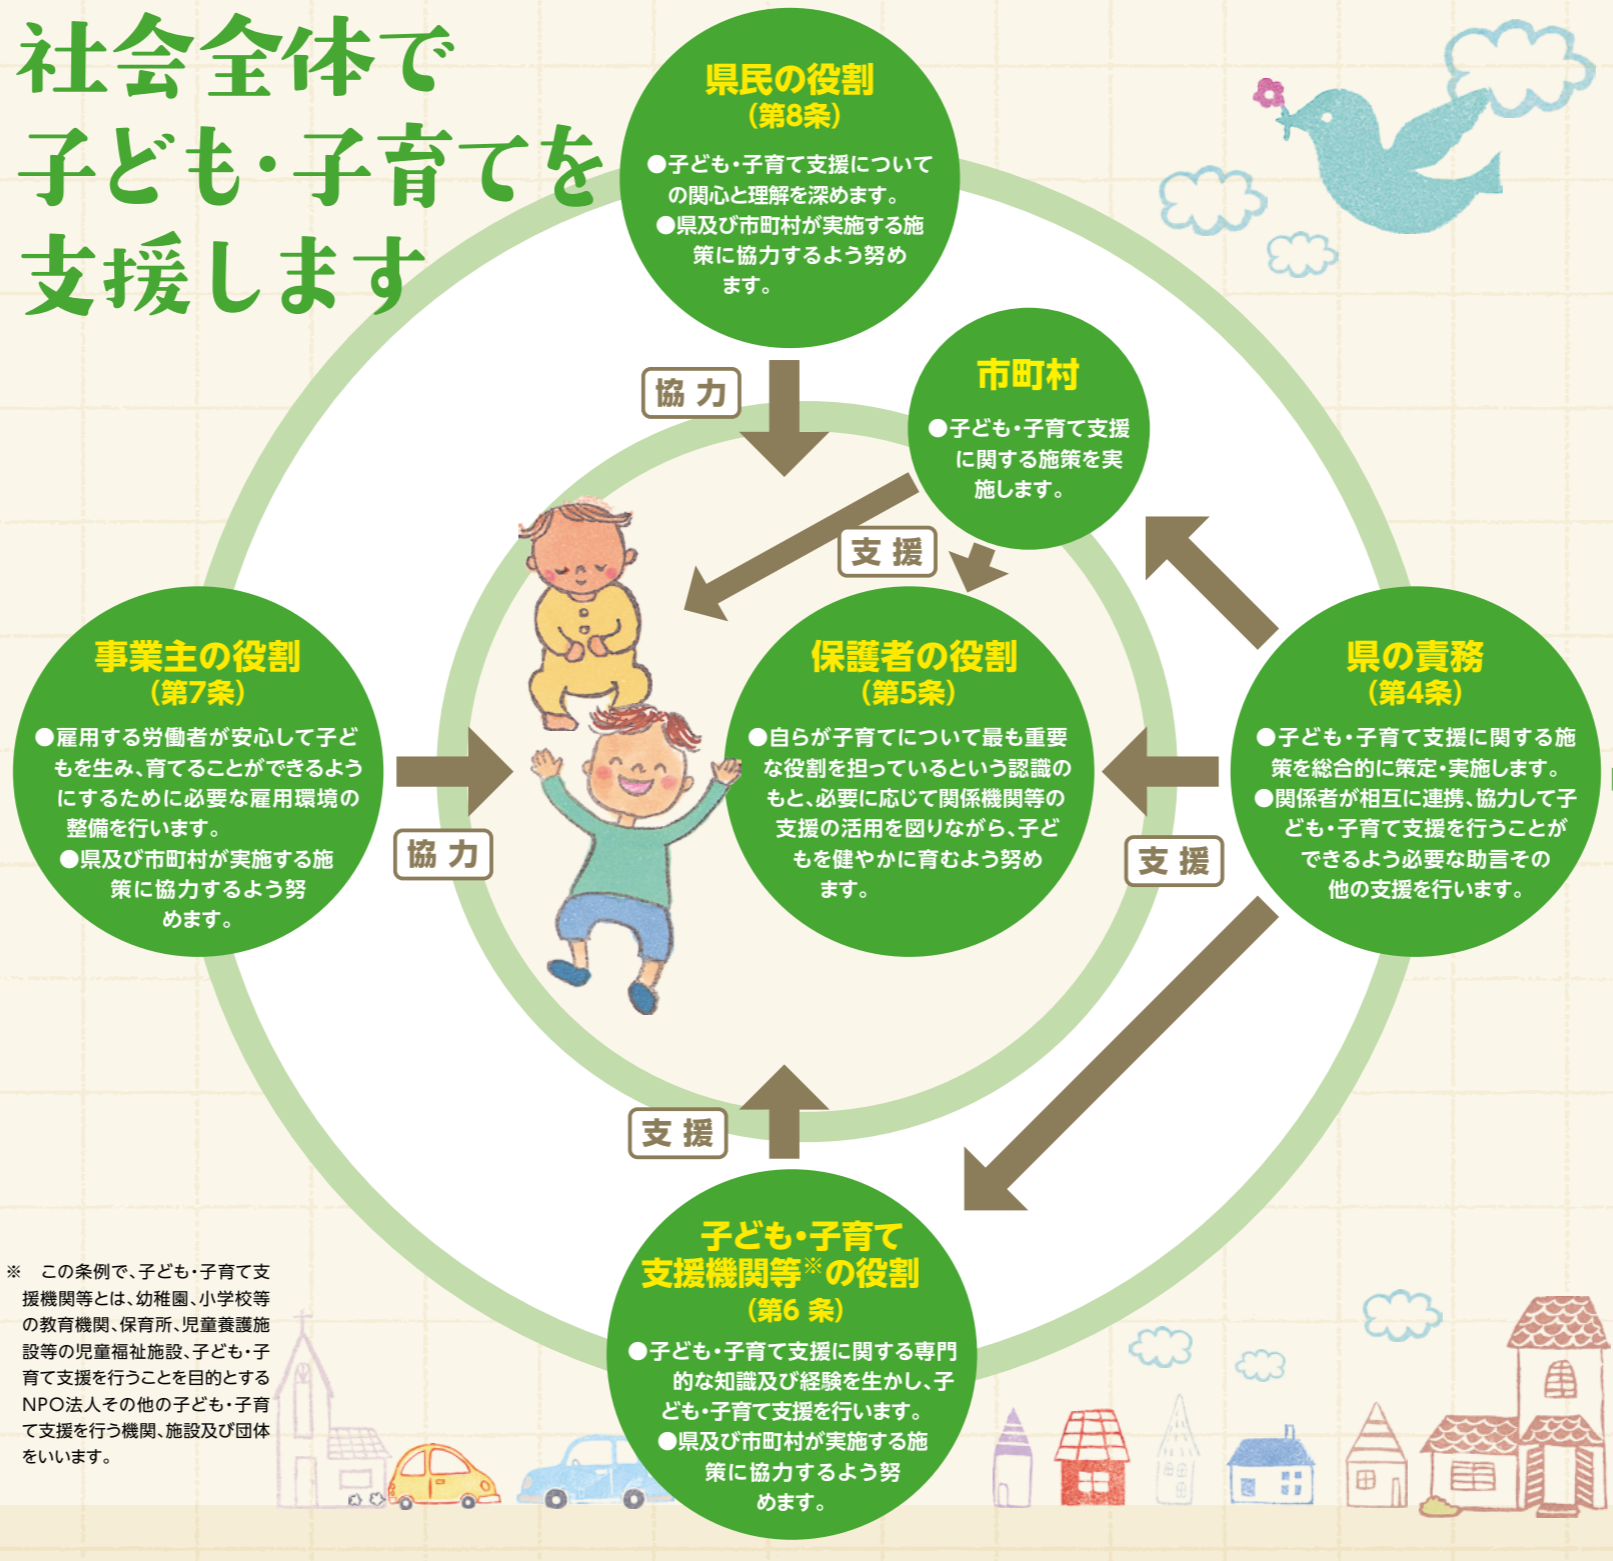 社会全体で
子ども・子育てを
支援します
県民の役割
（第8条）
●子ども・子育て支援について
の関心と理解を深めます。
●県及び市町村が実施する施
策に協力するよう努め
ます。
協 力
市町村
●子ども・子育て支援
に関する施策を実
施します。
支 援
事業主の役割
（第7条）
●雇用する労働者が安心して子ど
もを生み、育てることができるよう
にするために必要な雇用環境の
整備を行います。
●県及び市町村が実施する施
策に協力するよう努
めます。
協 力
保護者の役割
（第5条）
●自らが子育てについて最も重要
な役割を担っているという認識の
もと、必要に応じて関係機関等の
支援の活用を図りながら、子ど
もを健やかに育むよう努め
ます。
県の責務
（第4条）
●子ども・子育て支援に関する施
策を総合的に策定・実施します。
●関係者が相互に連携、協力して子
ども・子育て支援を行うことが
できるよう必要な助言その
他の支援を行います。
支 援
支 援
子ども・子育て
支援機関等※の役割
（第6 条）
●子ども・子育て支援に関する専門
的な知識及び経験を生かし、子
ども・子育て支援を行います。
●県及び市町村が実施する施
策に協力するよう努
めます。
※　この条例で、子ども・子育て支
援機関等とは、幼稚園、小学校等
の教育機関、保育所、児童養護施
設等の児童福祉施設、子ども・子
育て支援を行うことを目的とする
NPO法人その他の子ども・子育
て支援を行う機関、施設及び団体
をいいます。